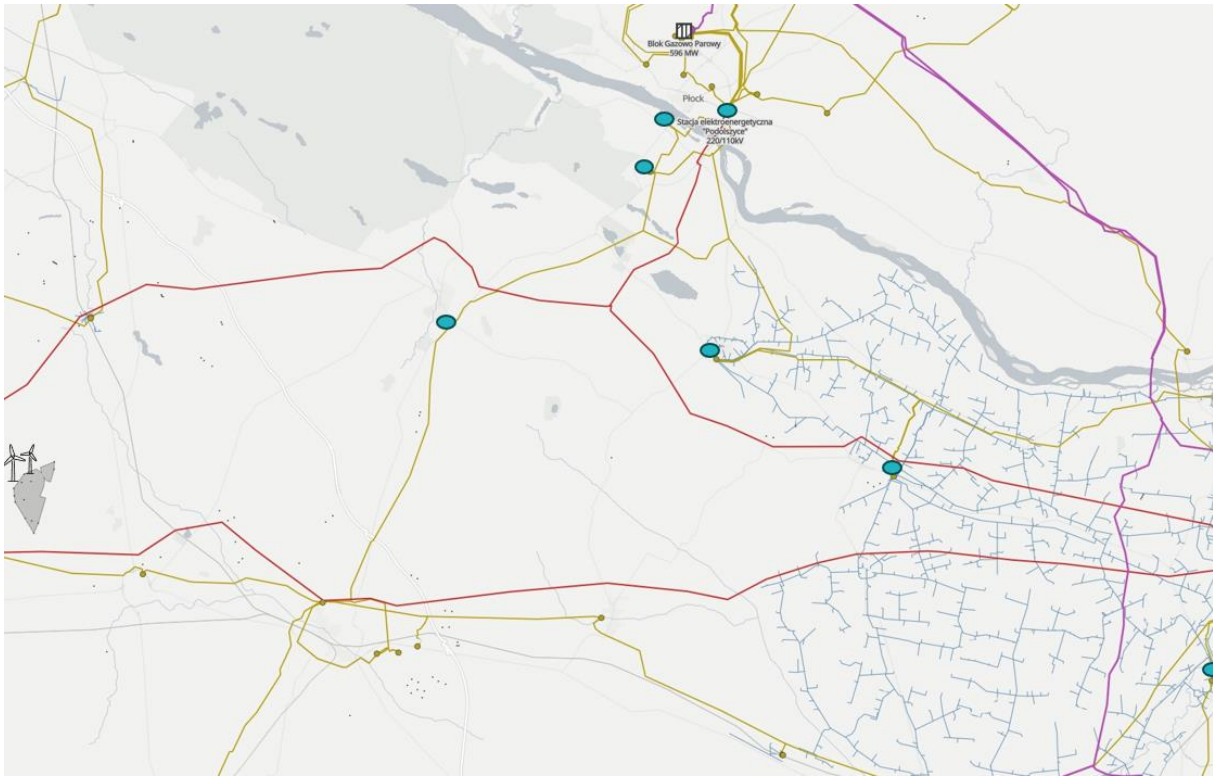 Blok Gazowo Parowy
596 MW
Płock
Stacja elektroenergetyczna
"Podolszyce"
220/110kV